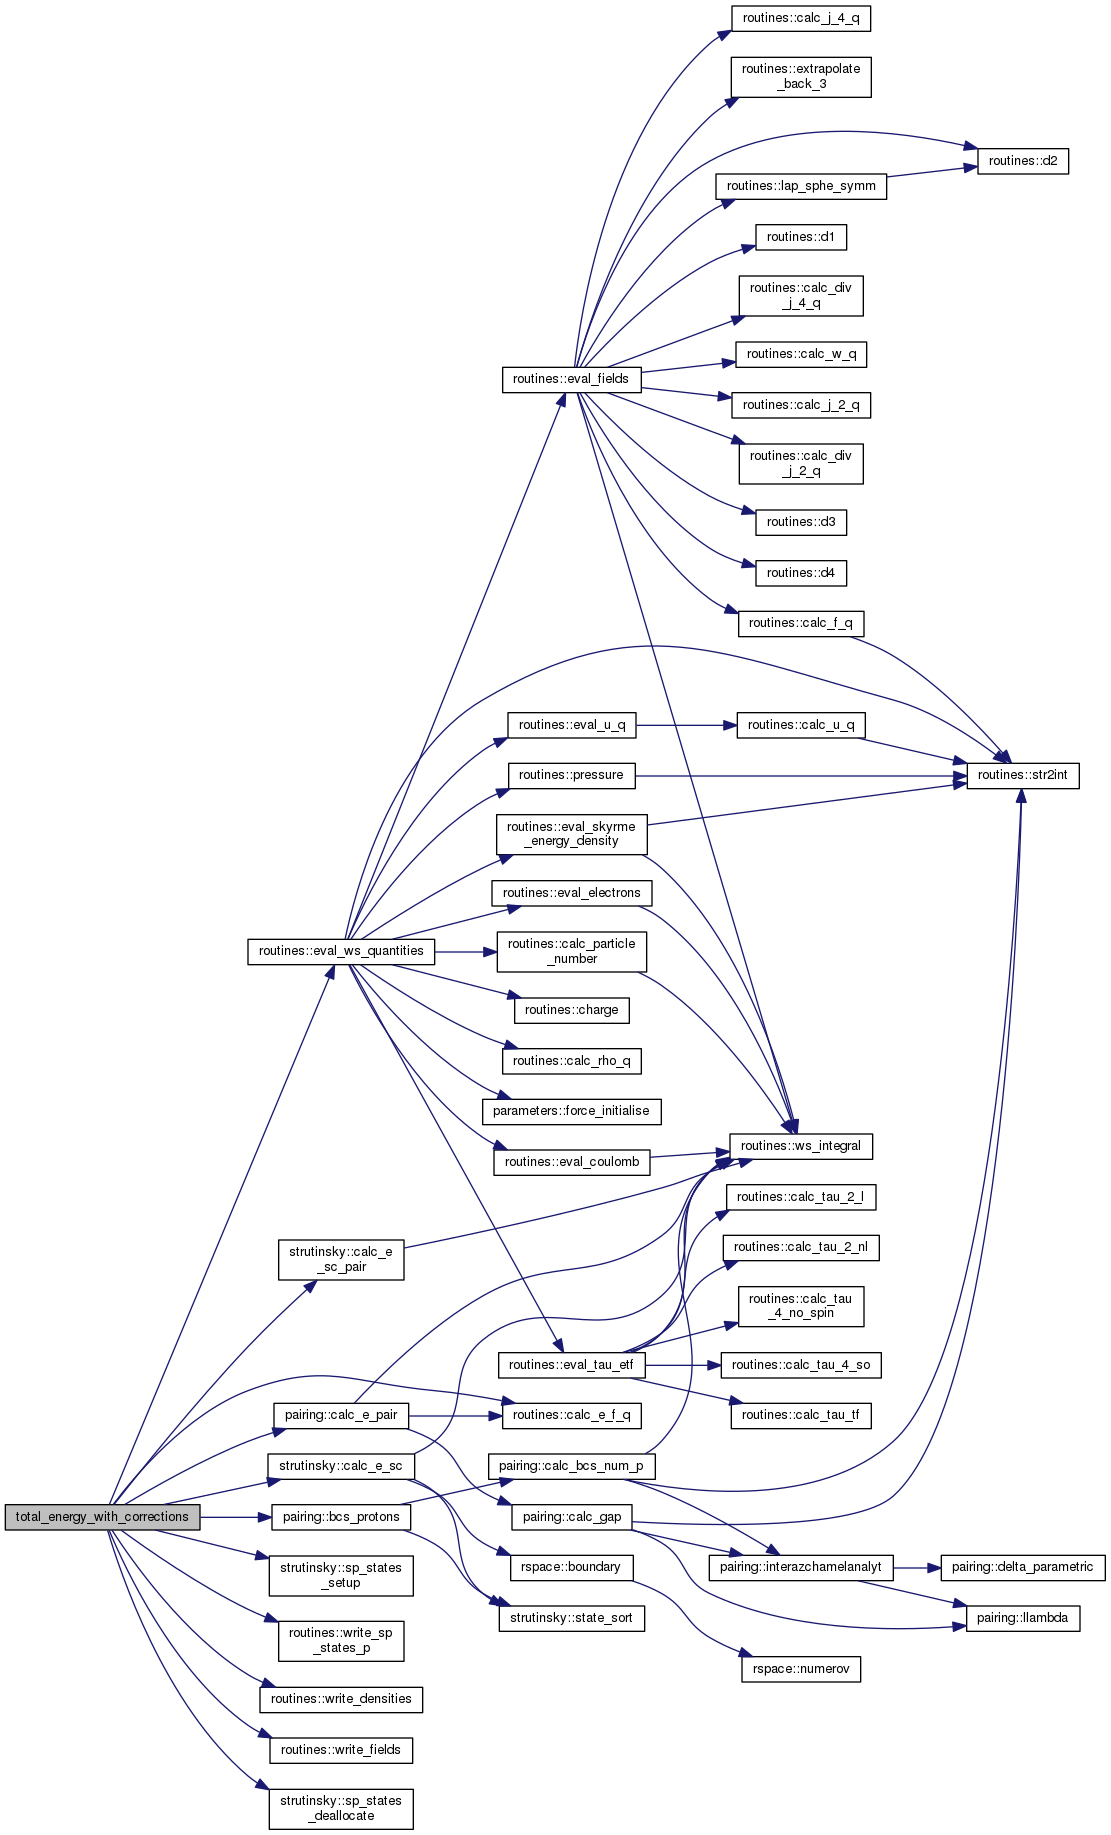 routines::calc_j_4_q
routines::extrapolate
_back_3
routines::d2
routines::lap_sphe_symm
routines::d1
routines::calc_div
_j_4_q
routines::calc_w_q
routines::eval_fields
routines::calc_j_2_q
routines::calc_div
_j_2_q
routines::d3
routines::d4
routines::calc_f_q
routines::eval_u_q
routines::calc_u_q
routines::pressure
routines::str2int
routines::eval_skyrme
_energy_density
routines::eval_electrons
routines::eval_ws_quantities
routines::calc_particle
_number
routines::charge
routines::calc_rho_q
parameters::force_initialise
routines::ws_integral
routines::eval_coulomb
routines::calc_tau_2_l
strutinsky::calc_e
_sc_pair
routines::calc_tau_2_nl
routines::calc_tau
_4_no_spin
routines::eval_tau_etf
routines::calc_tau_4_so
pairing::calc_e_pair
routines::calc_e_f_q
routines::calc_tau_tf
strutinsky::calc_e_sc
pairing::calc_bcs_num_p
total_energy_with_corrections
pairing::bcs_protons
pairing::calc_gap
strutinsky::sp_states
_setup
rspace::boundary
pairing::interazchamelanalyt
pairing::delta_parametric
strutinsky::state_sort
pairing::llambda
routines::write_sp
_states_p
rspace::numerov
routines::write_densities
routines::write_fields
strutinsky::sp_states
_deallocate